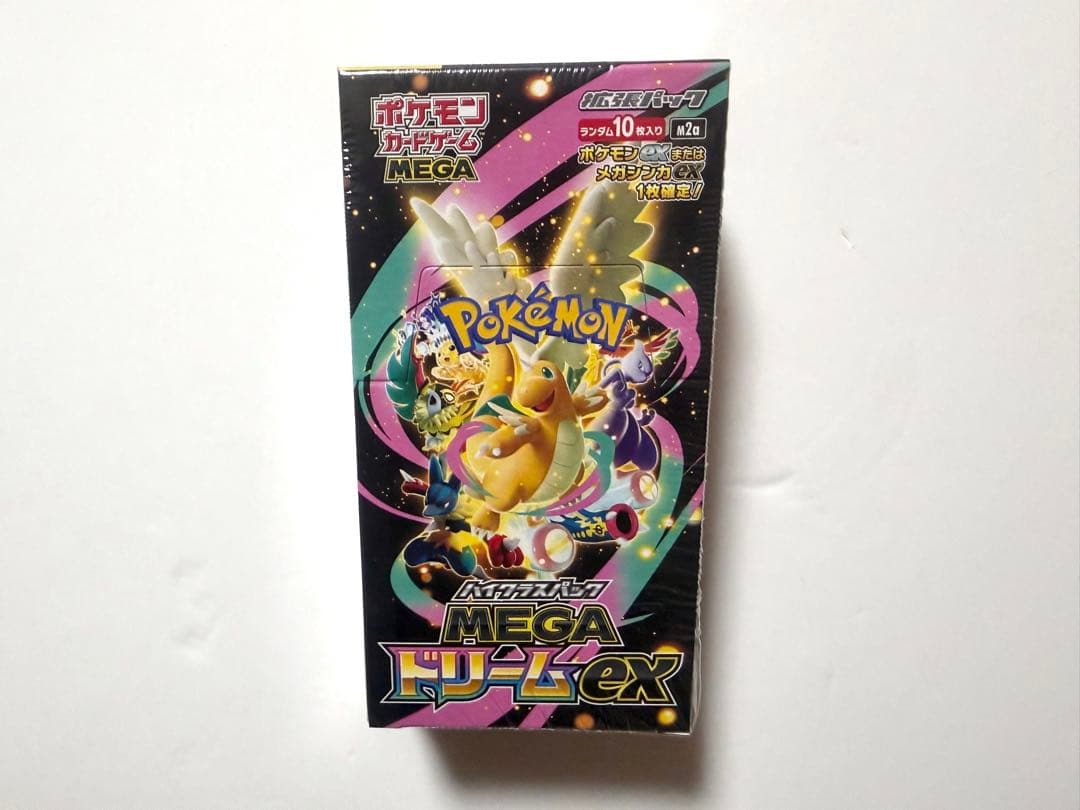 ポケモン
カードゲーム
MEGA
拡張パック
ランダム10枚入り M2a
ポケモンexまたは
メガシンカex
1枚確定！
POKéMON
ハイクラスパック
MEGA
ドリームex